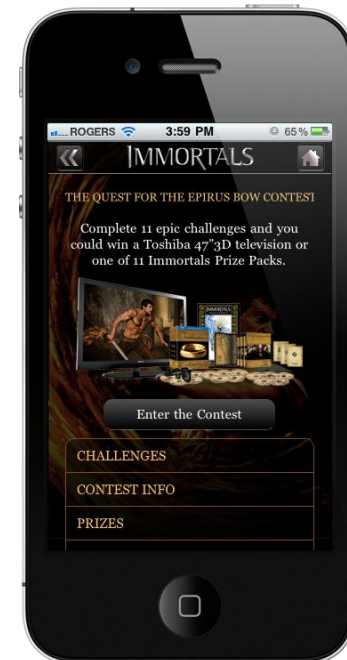 ROGERS 3:59 PM 65%
IMMORTALS
THE QUEST FOR THE EPIRUS BOW CONTEST
Complete 11 epic challenges and you
could win a Toshiba 47"3D television or
one of 11 Immortals Prize Packs.
IMMORTALS
Enter the Contest
CHALLENGES
CONTEST INFO
PRIZES